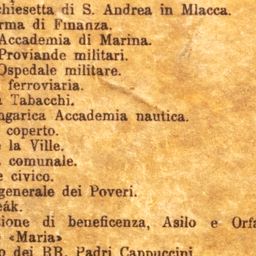 chiesetta di S. Andrea in Mlacca.
rma di Finanza.
Accademia di Marina.
Proviande militari.
Ospedale militare.
ferroviaria.
Tabacchi.
ngarica Accademia nautica.
coperto.
la Ville.
comunale.
civico.
generale dei Poveri.
eák.
zione di beneficenza, Asilo e Orfa
«Maria»
dei RR. Padri Cappuccini